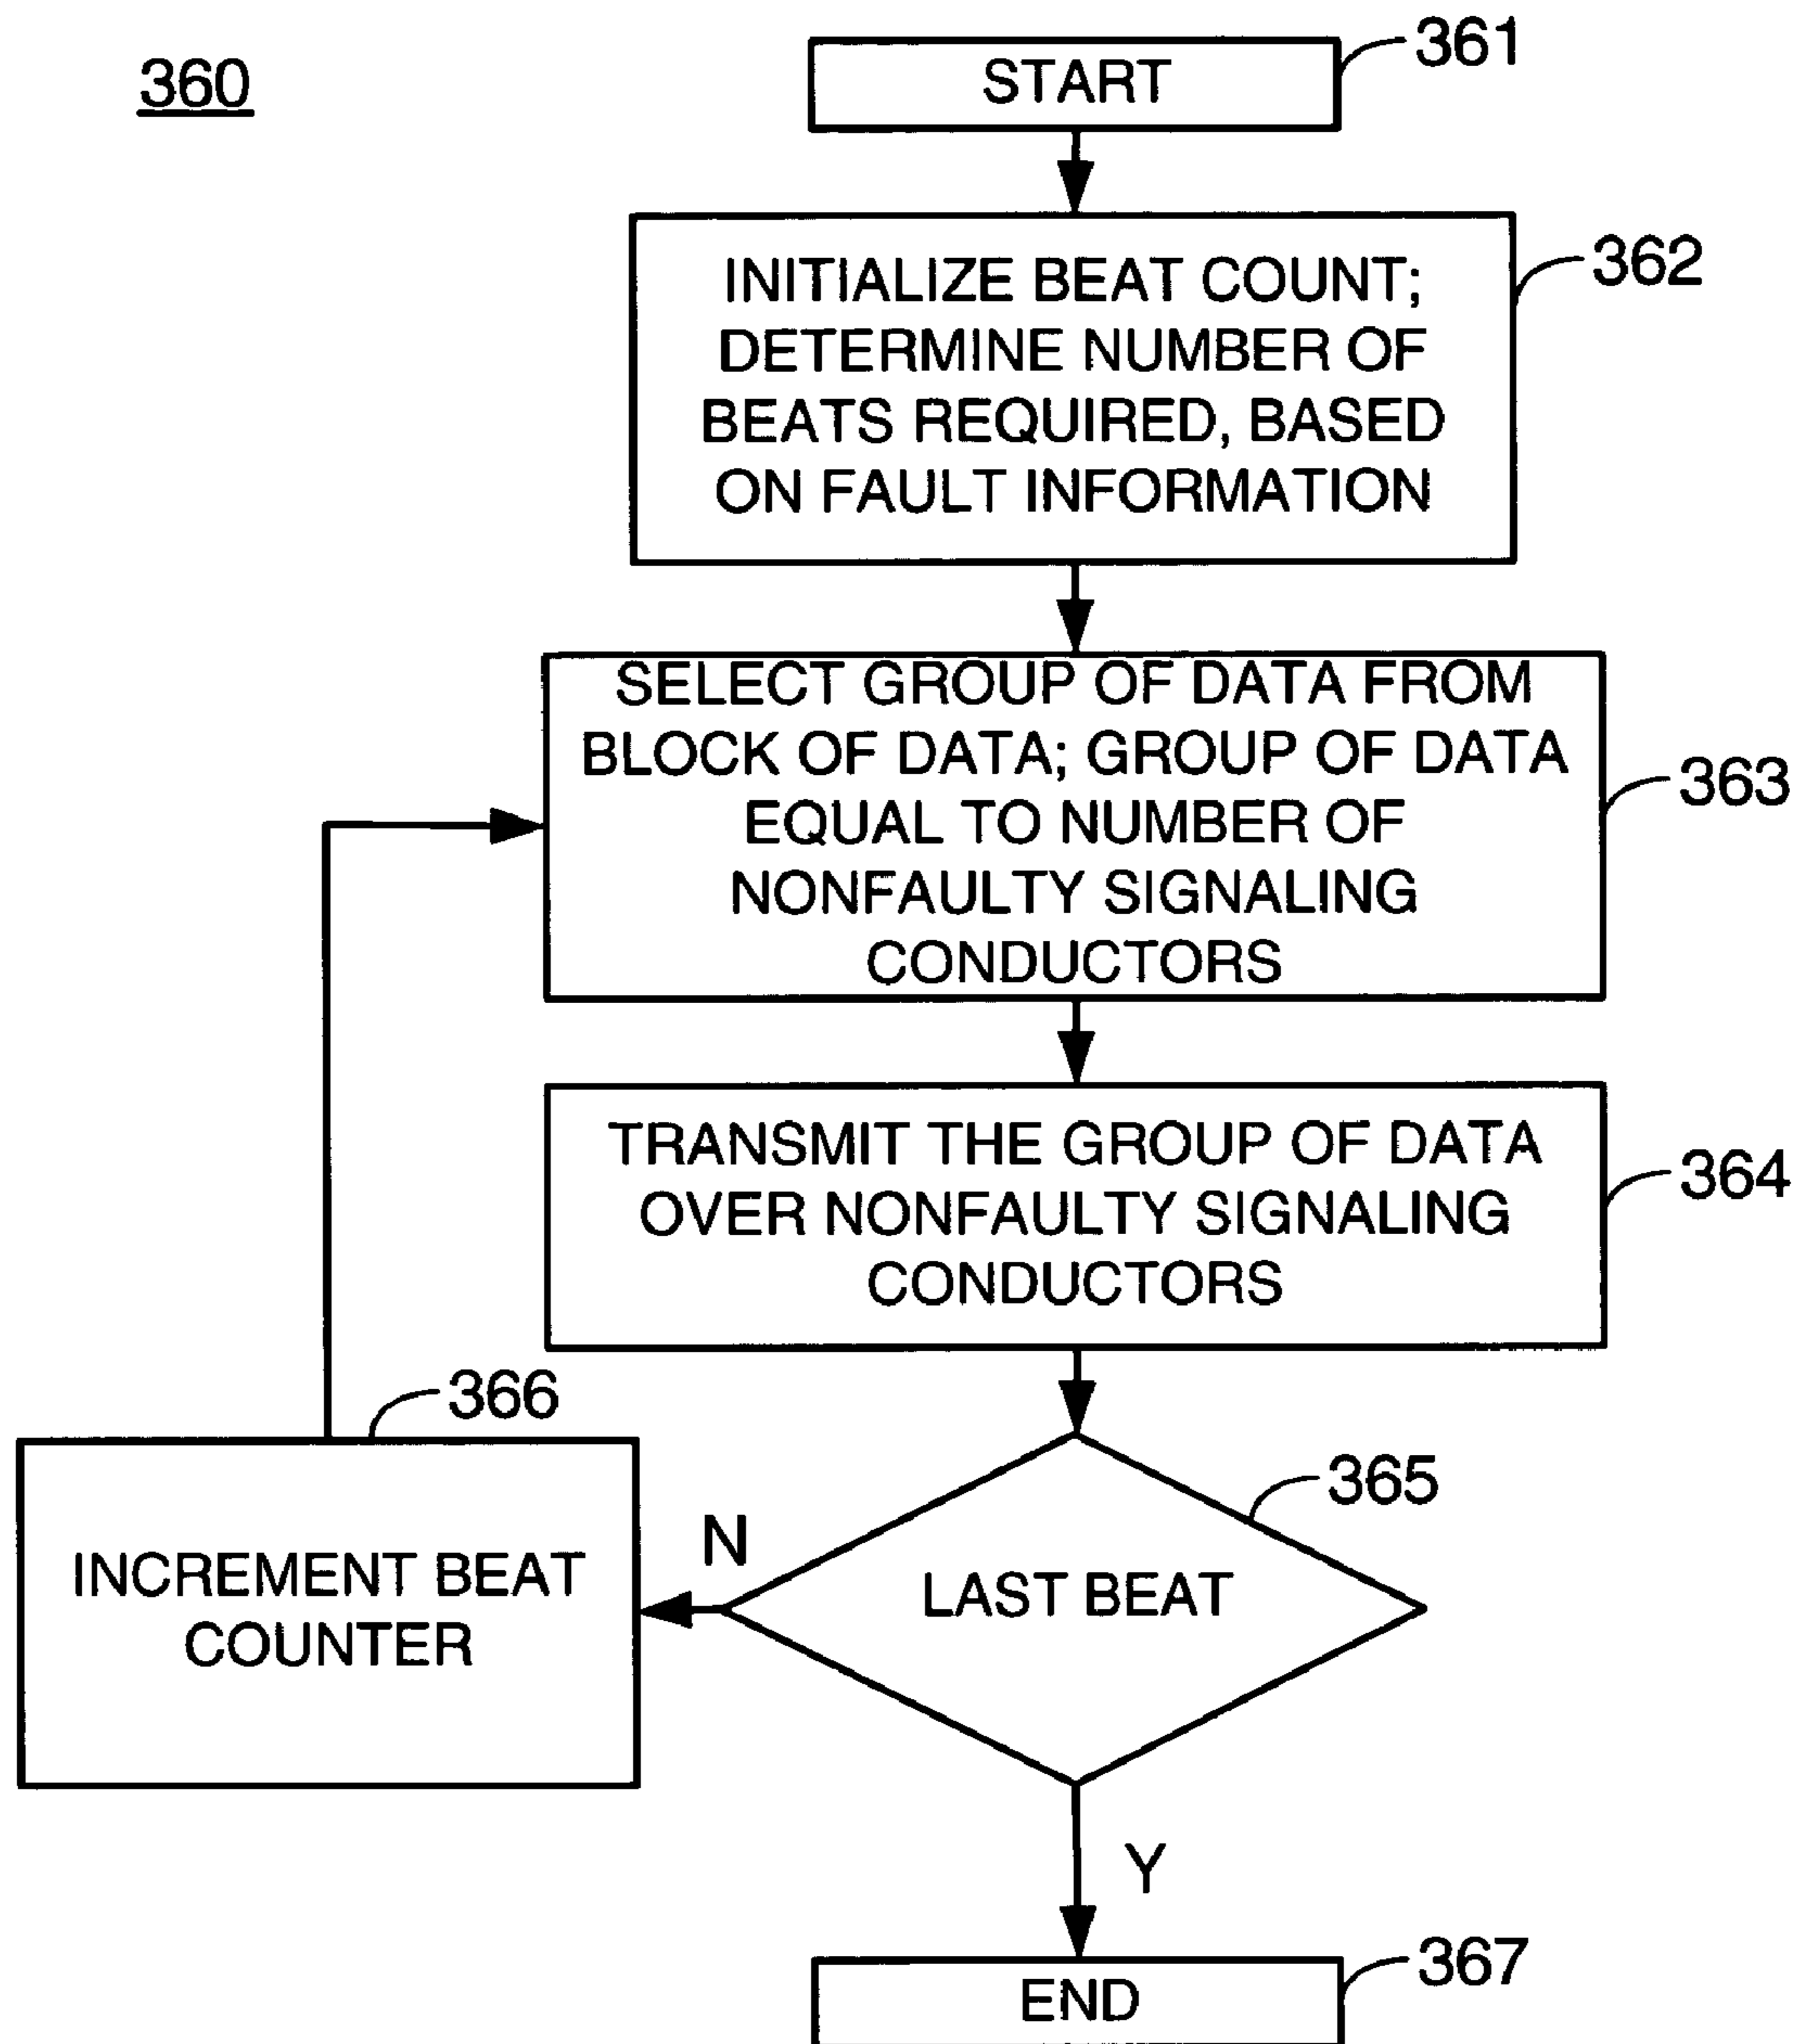 360
START
361
INITIALIZE BEAT COUNT;
DETERMINE NUMBER OF
BEATS REQUIRED, BASED
ON FAULT INFORMATION
362
SELECT GROUP OF DATA FROM
BLOCK OF DATA; GROUP OF DATA
EQUAL TO NUMBER OF
NONFAULTY SIGNALING
CONDUCTORS
363
TRANSMIT THE GROUP OF DATA
OVER NONFAULTY SIGNALING
CONDUCTORS
364
LAST BEAT
365
N
INCREMENT BEAT
COUNTER
366
Y
END
367